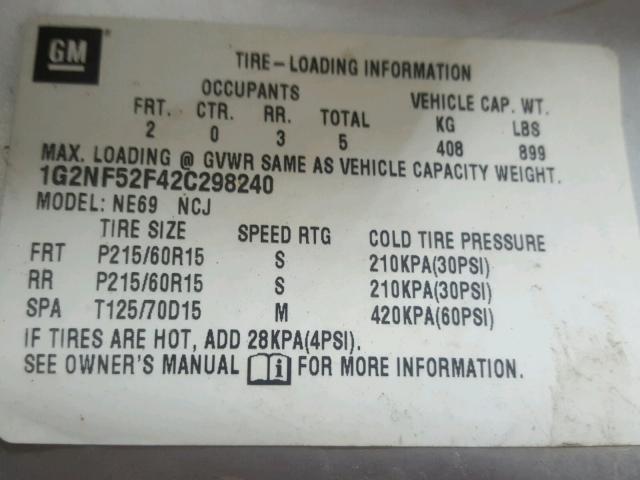 GM
TIRE-LOADING INFORMATION
OCCUPANTS VEHICLE CAP. WT.
FRT. CTR. RR. TOTAL KG LBS
2 0 3 5 408 899
MAX. LOADING @ GVWR SAME AS VEHICLE CAPACITY WEIGHT.
1G2NF52F42C298240
MODEL: NE69 NCJ
TIRE SIZE SPEED RTG COLD TIRE PRESSURE
FRT P215/60R15 S 210KPA(30PSI)
RR P215/60R15 S 210KPA(30PSI)
SPA T125/70D15 M 420KPA(60PSI)
IF TIRES ARE HOT, ADD 28KPA(4PSI).
SEE OWNER'S MANUAL i FOR MORE INFORMATION.